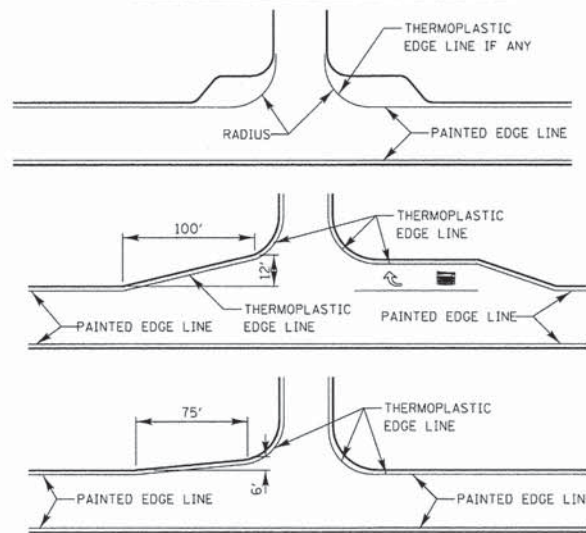 THERMOPLASTIC
EDGE LINE IF ANY
RADIUS
PAINTED EDGE LINE
100'
THERMOPLASTIC
EDGE LINE
12'
THERMOPLASTIC
EDGE LINE
PAINTED EDGE LINE
PAINTED EDGE LINE
75'
THERMOPLASTIC
EDGE LINE
6'
PAINTED EDGE LINE
PAINTED EDGE LIN